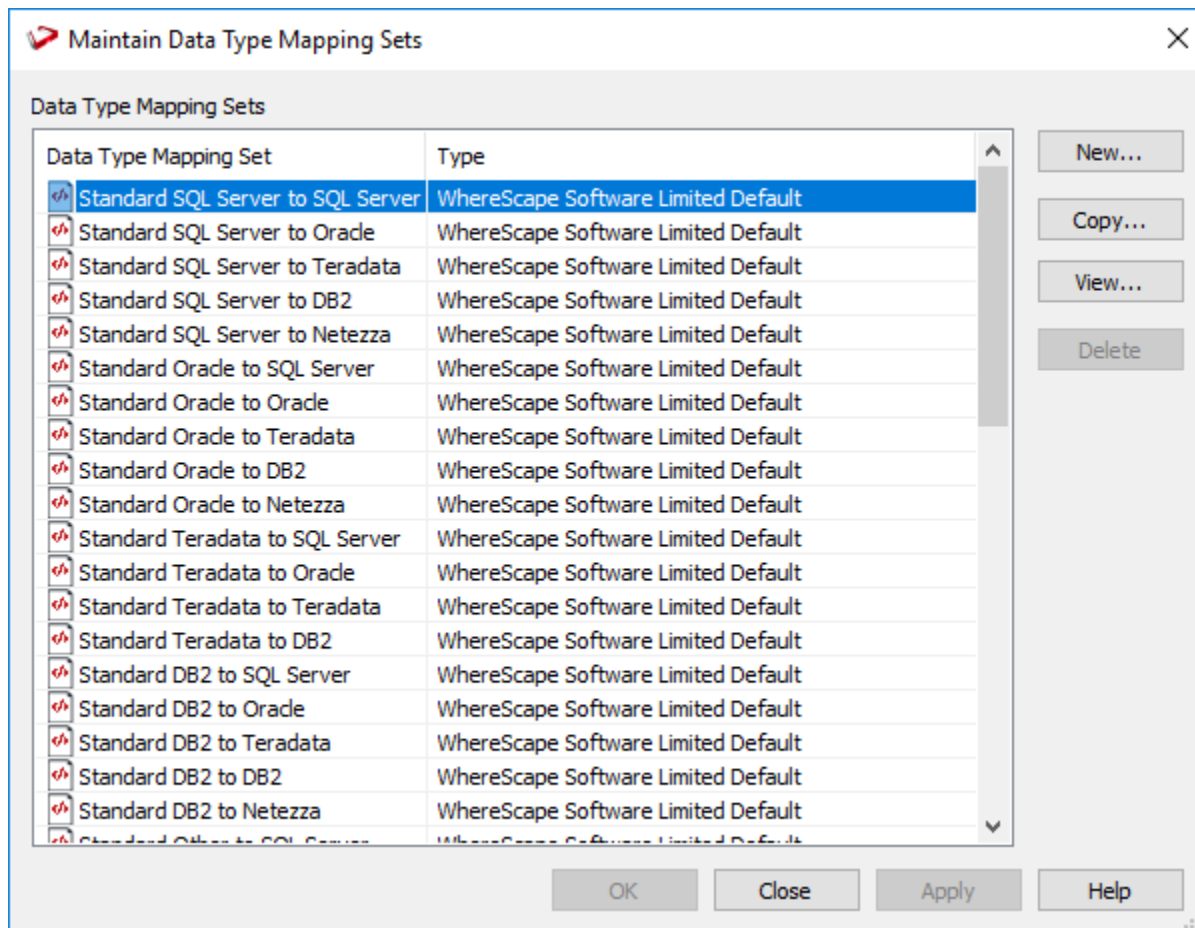 Maintain Data Type Mapping Sets
Data Type Mapping Sets
Data Type Mapping Set Type
Standard SQL Server to SQL Server WhereScape Software Limited Default
Standard SQL Server to Oracle WhereScape Software Limited Default
Standard SQL Server to Teradata WhereScape Software Limited Default
Standard SQL Server to DB2 WhereScape Software Limited Default
Standard SQL Server to Netezza WhereScape Software Limited Default
Standard Oracle to SQL Server WhereScape Software Limited Default
Standard Oracle to Oracle WhereScape Software Limited Default
Standard Oracle to Teradata WhereScape Software Limited Default
Standard Oracle to DB2 WhereScape Software Limited Default
Standard Oracle to Netezza WhereScape Software Limited Default
Standard Teradata to SQL Server WhereScape Software Limited Default
Standard Teradata to Oracle WhereScape Software Limited Default
Standard Teradata to Teradata WhereScape Software Limited Default
Standard Teradata to DB2 WhereScape Software Limited Default
Standard DB2 to SQL Server WhereScape Software Limited Default
Standard DB2 to Oracle WhereScape Software Limited Default
Standard DB2 to Teradata WhereScape Software Limited Default
Standard DB2 to DB2 WhereScape Software Limited Default
Standard DB2 to Netezza WhereScape Software Limited Default
Standard Other to SQL Server WhereScape Software Limited Default
New...
Copy...
View...
Delete
OK Close Apply Help